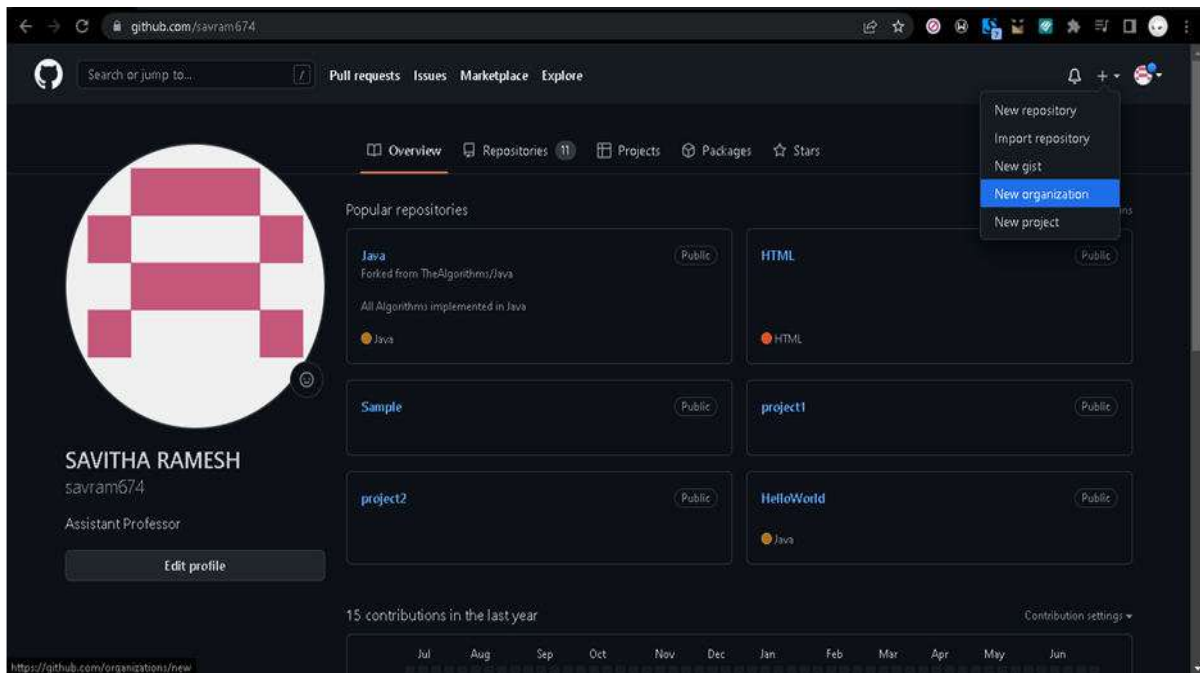 github.com/savram674
Search or jump to...
/
Pull requests Issues Marketplace Explore
New repository
Import repository
New gist
New organization
New project
Overview Repositories 11 Projects Packages Stars
Popular repositories
ns
Java Public
Forked from TheAlgorithms/Java
All Algorithms implemented in Java
Java
HTML Public
HTML
Sample Public
project1 Public
SAVITHA RAMESH
savram674
Assistant Professor
Edit profile
project2 Public
HelloWorld Public
Java
15 contributions in the last year
Contribution settings
Jul Aug Sep Oct Nov Dec Jan Feb Mar Apr May Jun
https://github.com/organizations/new